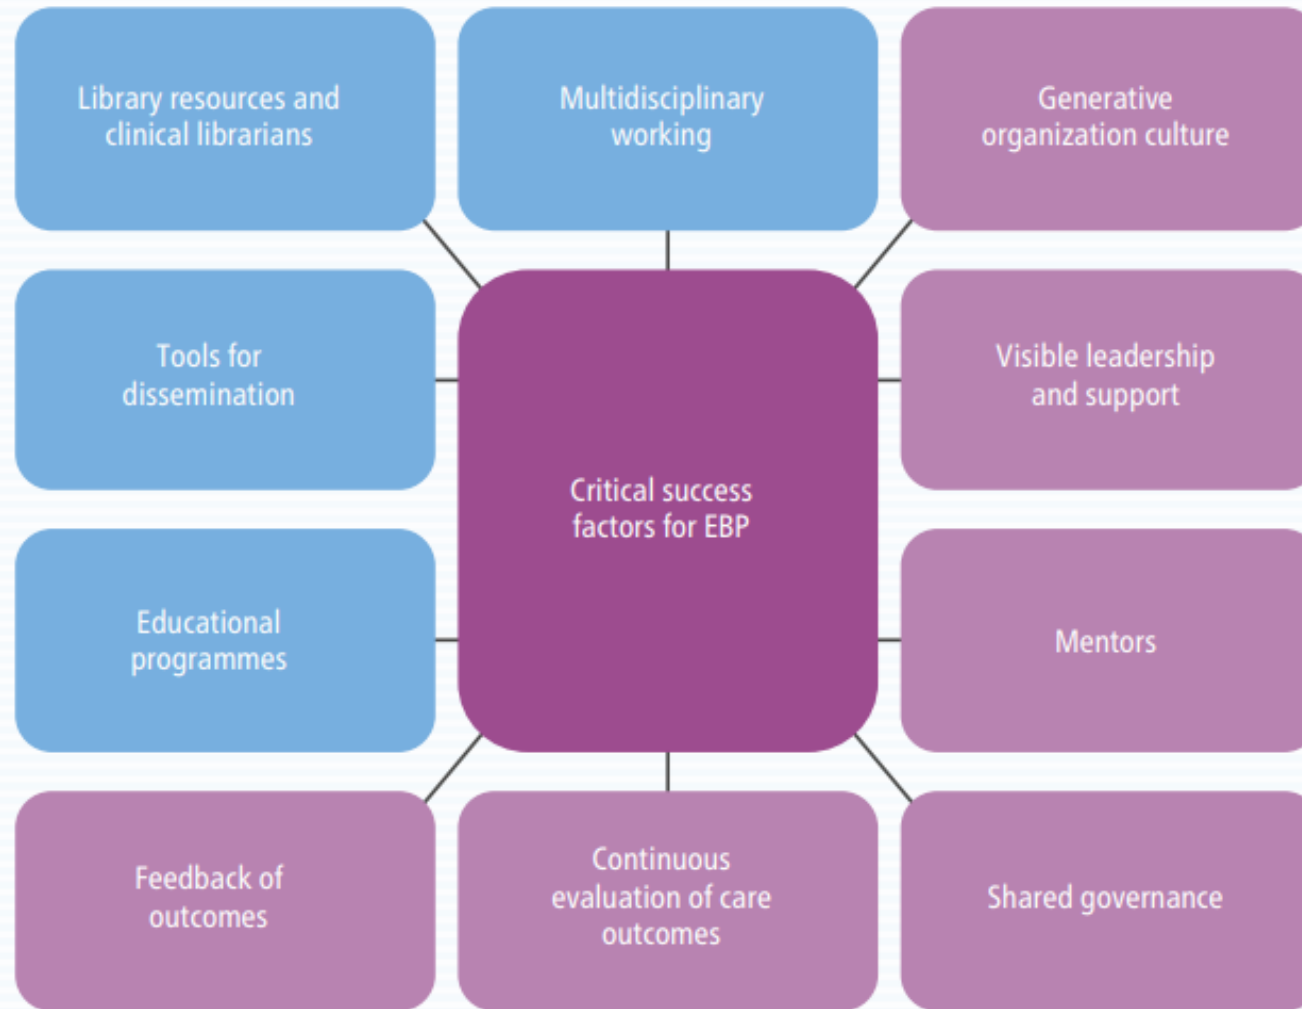 Library resources and
clinical librarians
Multidisciplinary
working
Generative
organization culture
Tools for
dissemination
Visible leadership
and support
Critical success
factors for EBP
Educational
programmes
Mentors
Feedback of
outcomes
Continuous
evaluation of care
outcomes
Shared governance